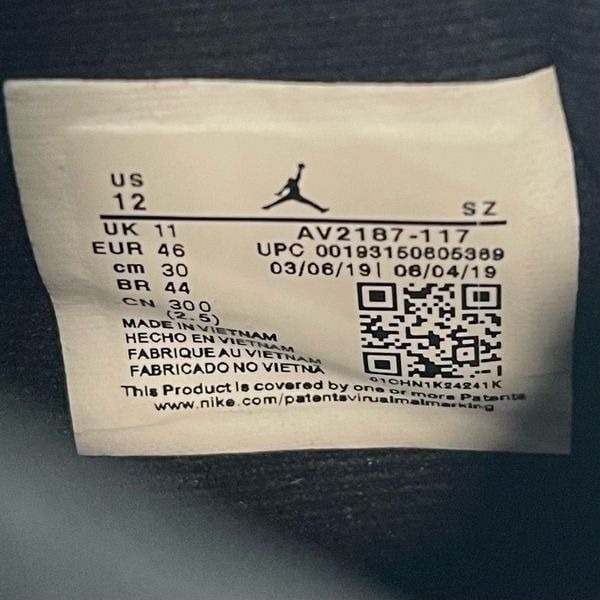 US
12
SZ
UK 11
AV2187-117
EUR 46
UPC 00193150805389
cm 30
03/06/19| 06/04/19
BR 44
CN 300
(2.5)
MADE IN VIETNAM
HECHO EN VIETNAM
FABRIQUE AU VIETNAM
FABRICADO NO VIETNA
01CHN1K24241K
This Product is covered by one or more Patents
www.nike.com/patentsvirualmalmarking